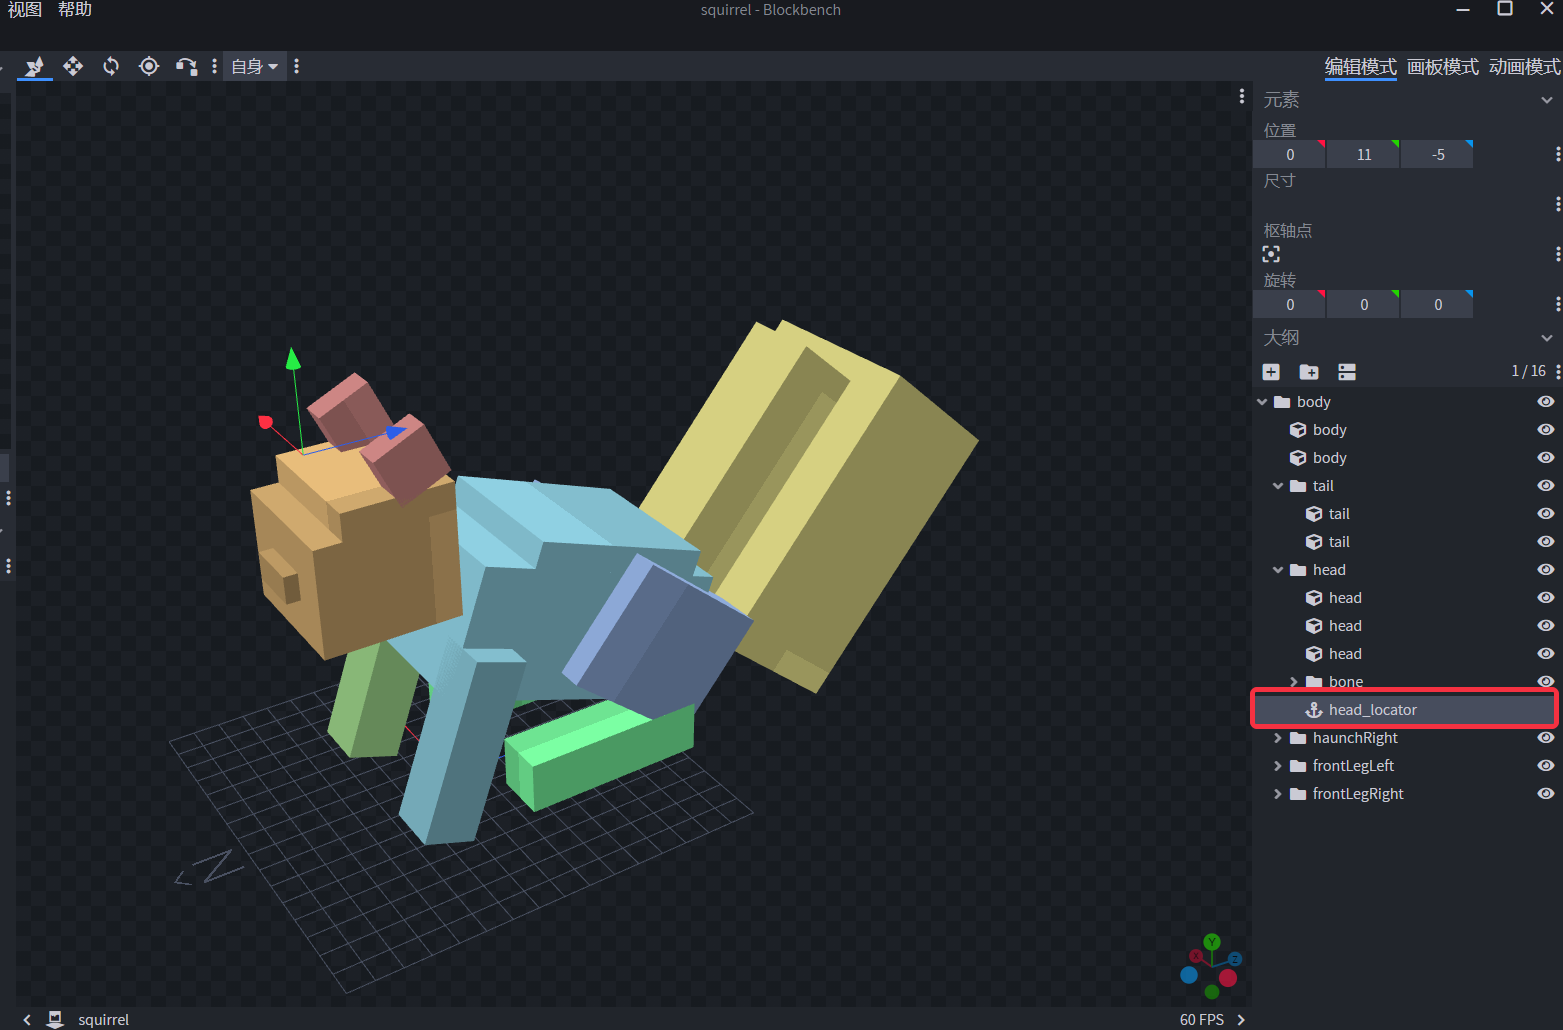 视图 帮助
squirrel - Blockbench
自身
编辑模式 画板模式 动画模式
元素
位置
0 11 -5
尺寸
枢轴点
旋转
0 0 0
大纲
1 / 16
body
body
body
tail
tail
tail
head
head
head
head
bone
head_locator
haunchRight
frontLegLeft
frontLegRight
N
Y
X
Z
squirrel
60 FPS